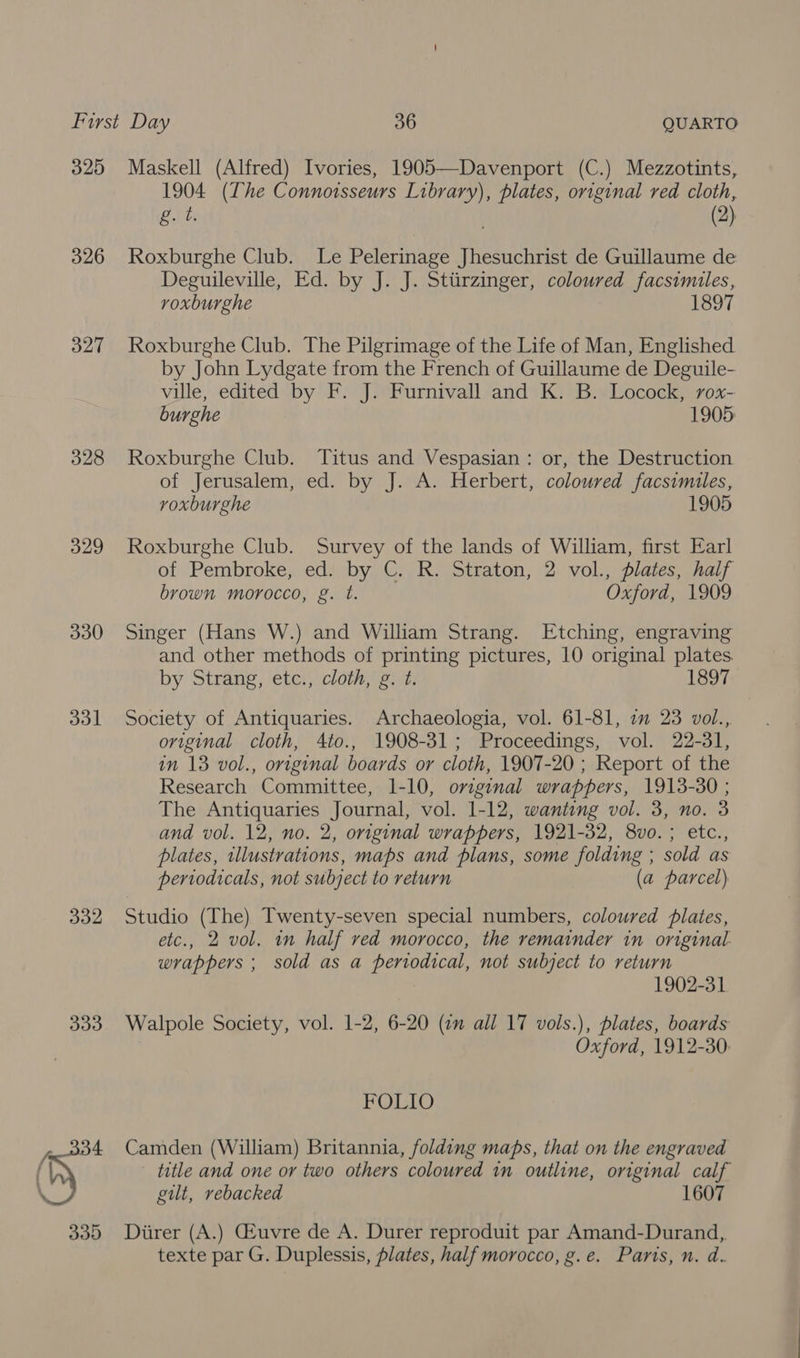 First Day 36 QUARTO
325 Maskell (Alfred) Ivories, 1905—Davenport (C.) Mezzotints,
1904 (The Connoisseurs Library), plates, original red cloth,
g. t. (2)
326 Roxburghe Club. Le Pelerinage Jhesuchrist de Guillaume de
Deguileville, Ed. by J. J. Stürzinger, coloured facsimiles,
roxburghe 1897
327 Roxburghe Club. The Pilgrimage of the Life of Man, Englished
by John Lydgate from the French of Guillaume de Deguile-
ville, edited by F. J. Furnivall and K. B. Locock, rox-
burghe 1905
328 Roxburghe Club. Titus and Vespasian : or, the Destruction
of Jerusalem, ed. by J. A. Herbert, coloured facsimiles,
roxburghe 1905
329 Roxburghe Club. Survey of the lands of William, first Earl
of Pembroke, ed. by C. R. Straton, 2 vol., plates, half
brown morocco, g. t. Oxford, 1909
330 Singer (Hans W.) and William Strang. Etching, engraving
and other methods of printing pictures, 10 original plates
by Strang, etc., cloth, g. t. 1897
331 Society of Antiquaries. Archaeologia, vol. 61-81, in 23 vol.,
original cloth, 4to., 1908-31 ; Proceedings, vol. 22-31,
in 13 vol., original boards or cloth, 1907-20 ; Report of the
Research Committee, 1-10, original wrappers, 1913-30 ;
The Antiquaries Journal, vol. 1-12, wanting vol. 3, no. 3
and vol. 12, no. 2, original wrappers, 1921-32, 8vo. ; etc.,
plates, illustrations, maps and plans, some folding ; sold as
periodicals, not subject to return (a parcel)
332 Studio (The) Twenty-seven special numbers, coloured plates,
etc., 2 vol. in half red morocco, the remainder in original
wrappers ; sold as a periodical, not subject to return
1902-31
333 Walpole Society, vol. 1-2, 6-20 (in all 17 vols.), plates, boards
Oxford, 1912-30
FOLIO
334 Camden (William) Britannia, folding maps, that on the engraved
title and one or two others coloured in outline, original calf
gilt, rebacked 1607
335 Dürer (A.) Œuvre de A. Durer reproduit par Amand-Durand,
texte par G. Duplessis, plates, half morocco, g. e. Paris, n. d.